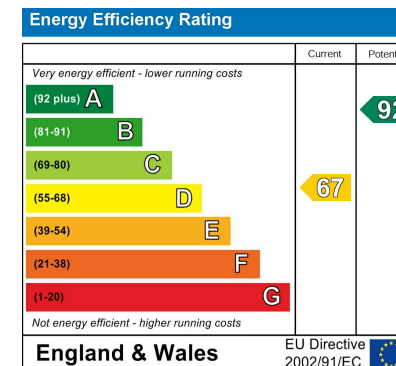 Energy Efficiency Rating
Current
Very energy efficient - lower running costs
(92 plus) A
92
(81-91) B
(69-80) C
(55-68) D
67
(39-54) E
(21-38) F
(1-20) G
Not energy efficient - higher running costs
England & Wales
EU Directive
2002/91/EC